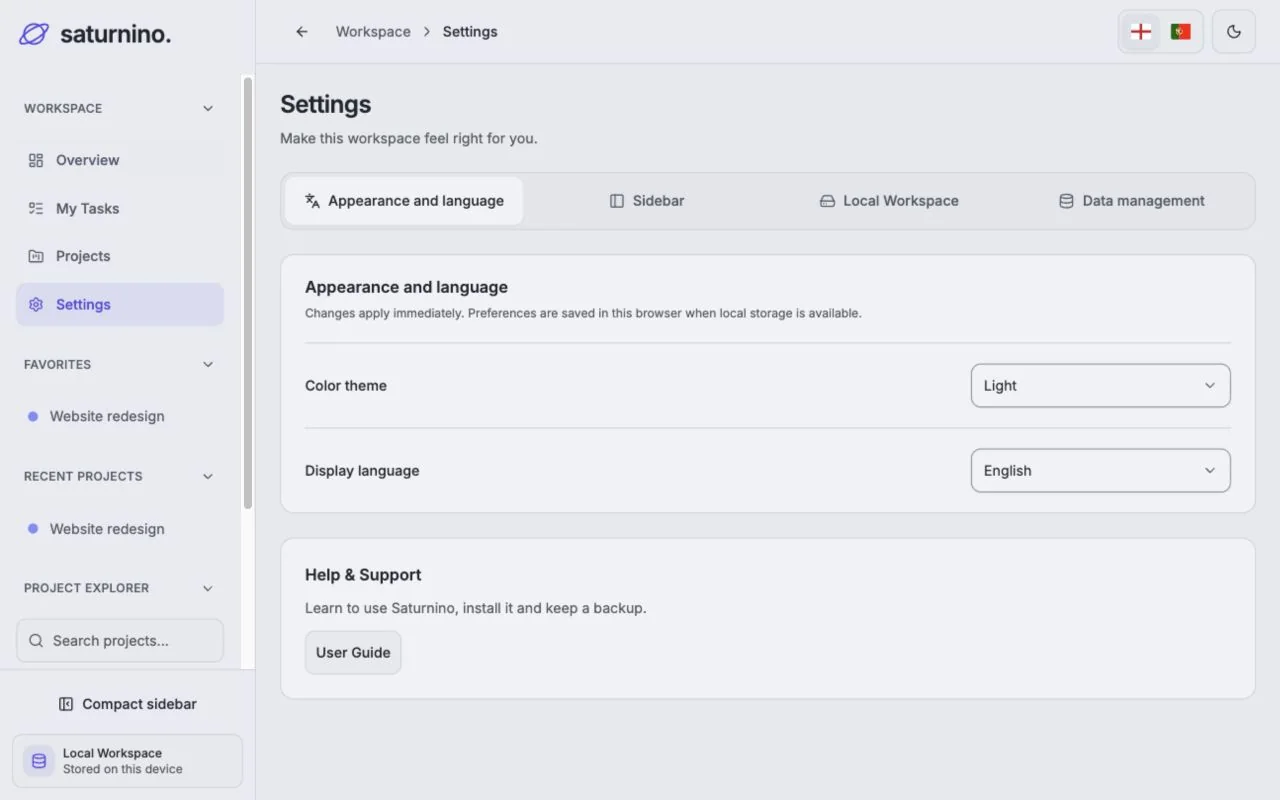 saturnino.
Workspace
Settings
WORKSPACE
Overview
My Tasks
Projects
Settings
FAVORITES
Website redesign
RECENT PROJECTS
Website redesign
PROJECT EXPLORER
Search projects...
Compact sidebar
Local Workspace
Stored on this device
Settings
Make this workspace feel right for you.
Appearance and language
Sidebar
Local Workspace
Data management
Appearance and language
Changes apply immediately. Preferences are saved in this browser when local storage is available.
Color theme
Light
Display language
English
Help & Support
Learn to use Saturnino, install it and keep a backup.
User Guide